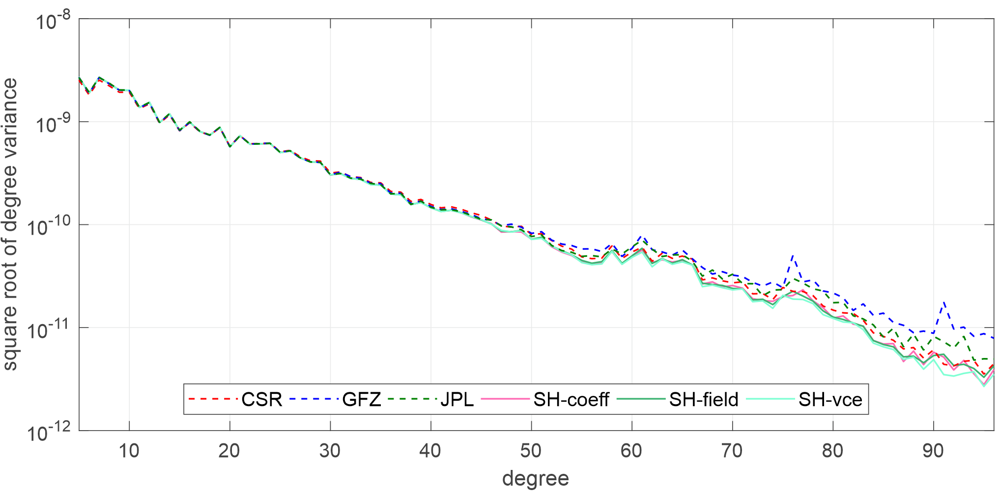 square root of degree variance
10-8
10-9
10-10
10-11
10-12
CSR GFZ JPL SH-coeff SH-field SH-vce
10 20 30 40 50 60 70 80 90
degree